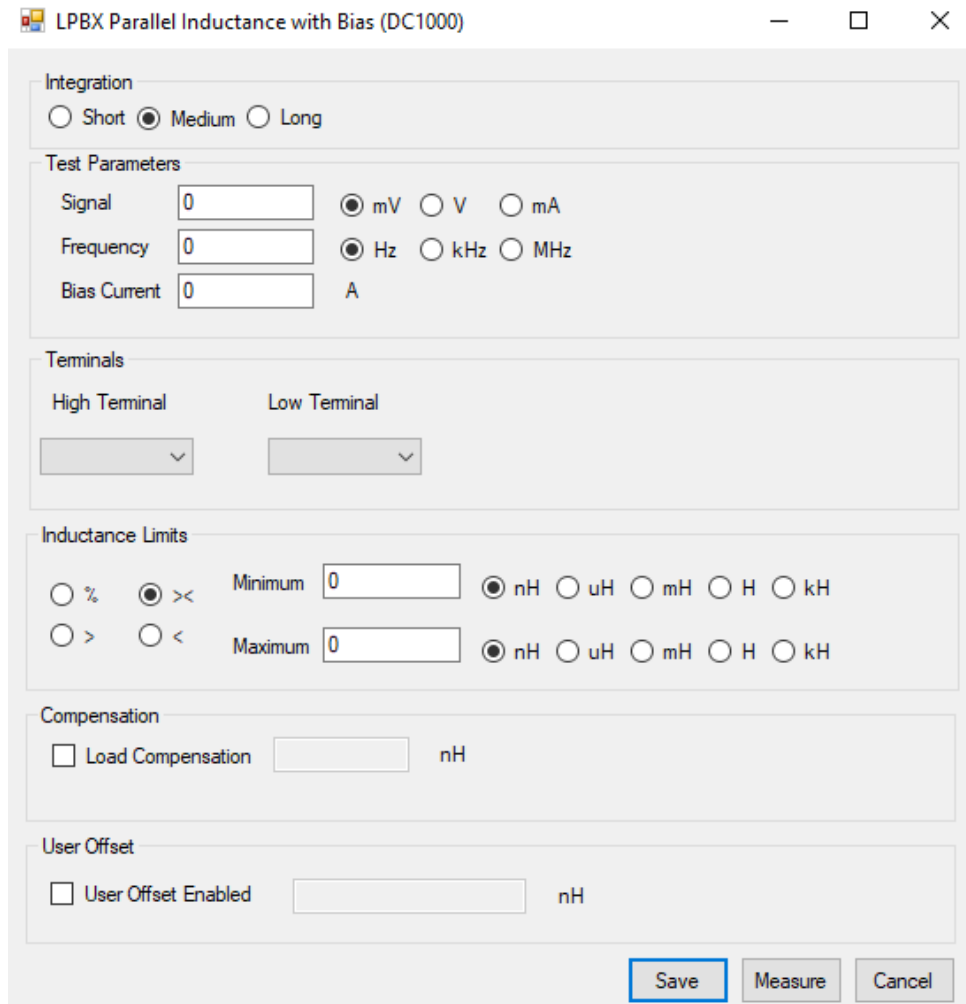 LPBX Parallel Inductance with Bias (DC1000)
Integration
Short Medium Long
Test Parameters
Signal 0 mV V mA
Frequency 0 Hz kHz MHz
Bias Current 0 A
Terminals
High Terminal Low Terminal
Inductance Limits
% >< Minimum 0 nH uH mH H kH
> < Maximum 0 nH uH mH H kH
Compensation
Load Compensation nH
User Offset
User Offset Enabled nH
Save Measure Cancel